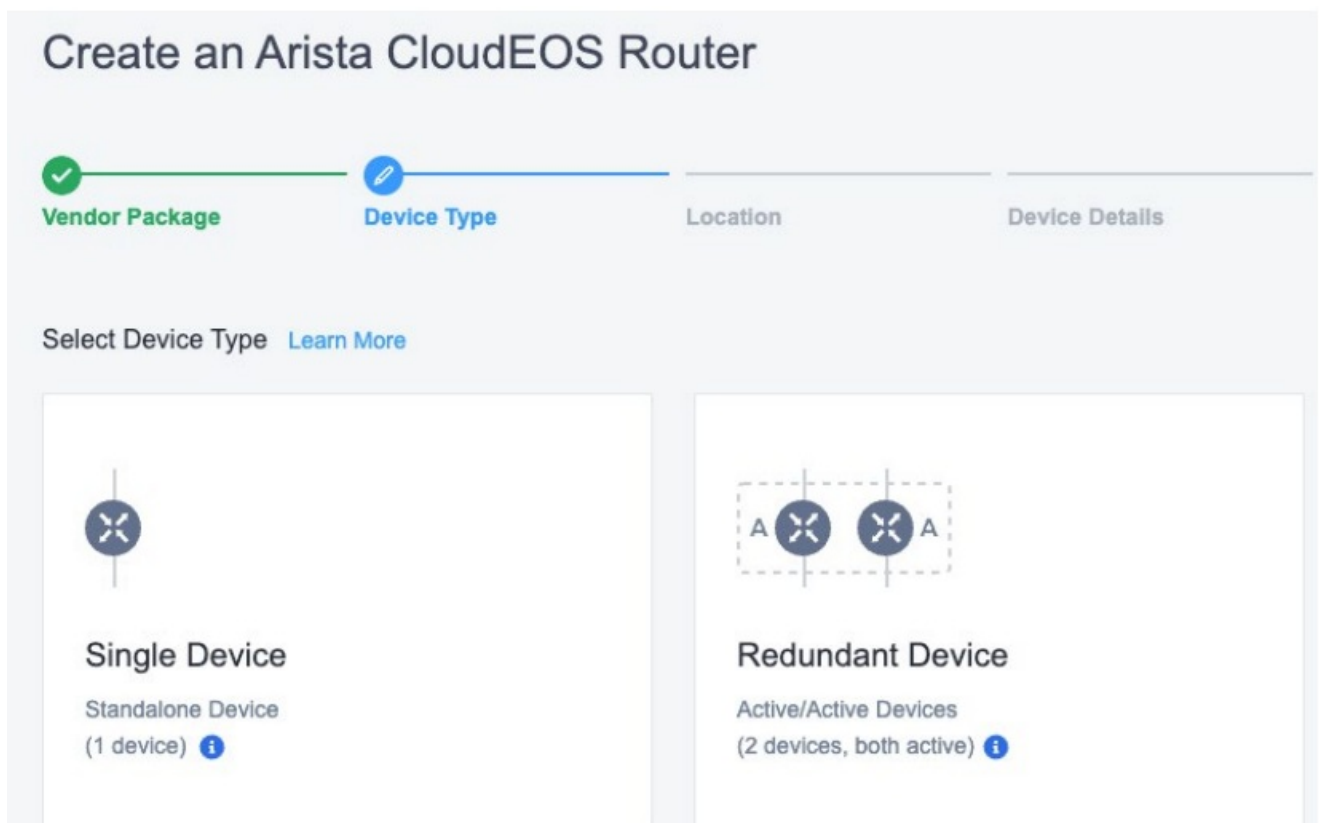 Create an Arista CloudEOS Router
Vendor Package
Device Type
Location
Device Details
Select Device Type Learn More
A A
Single Device
Standalone Device
(1 device)
Redundant Device
Active/Active Devices
(2 devices, both active)